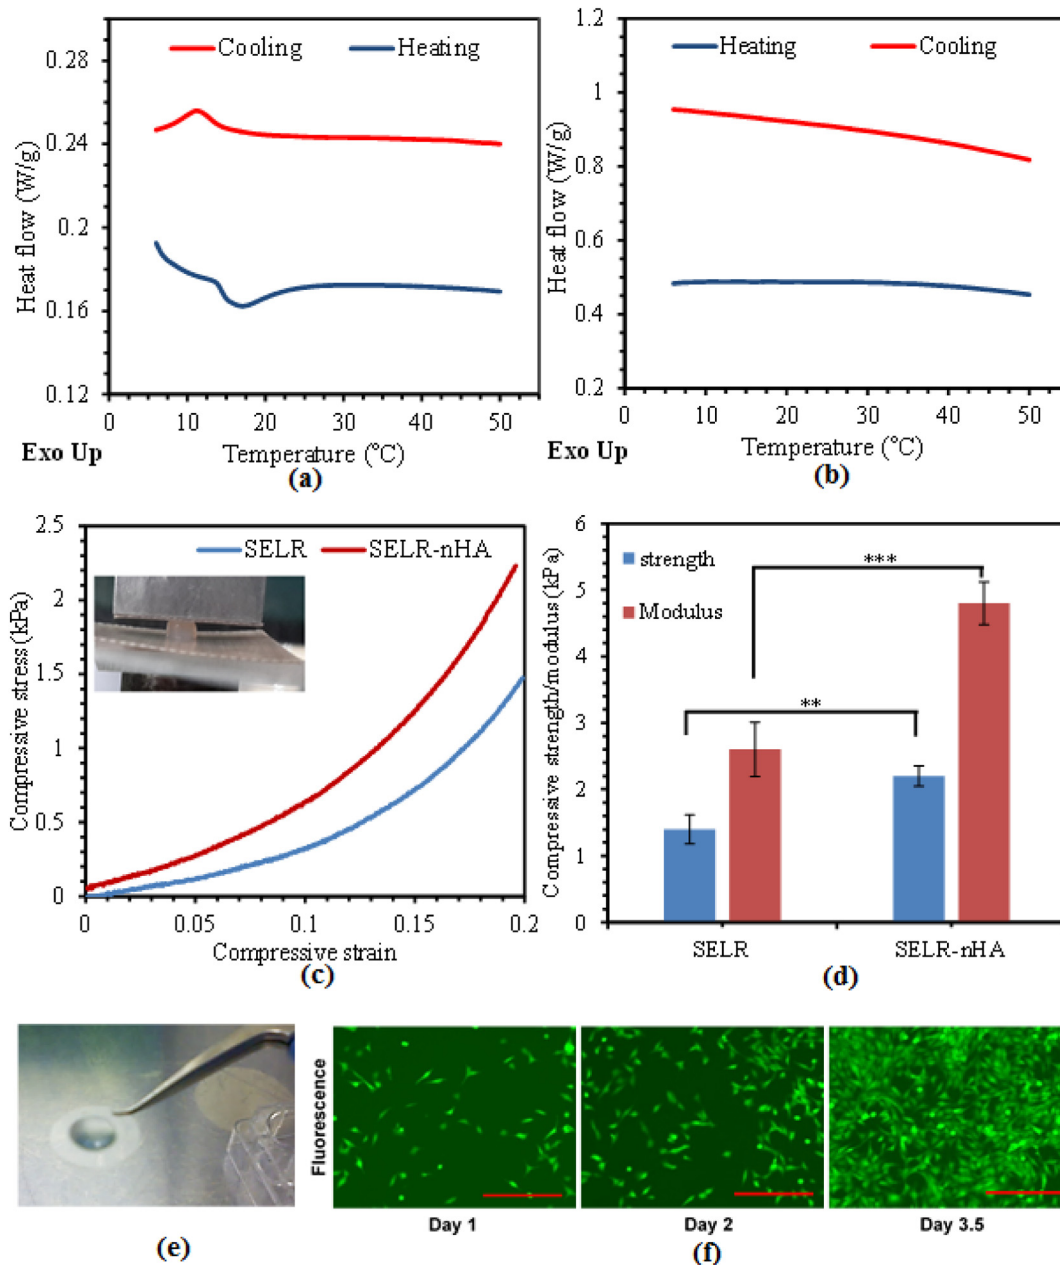 Cooling Heating
0.28
0.24
0.2
0.16
0.12
Heat flow (W/g)
0 10 20 30 40 50
Exo Up
Temperature (°C)
(a)
Heating Cooling
1.2
1
0.8
0.6
0.4
0.2
Heat flow (W/g)
0 10 20 30 40 50
Exo Up
Temperature (°C)
(b)
SELR SELR-nHA
2.5
2
1.5
1
0.5
0
Compressive stress (kPa)
0 0.05 0.1 0.15 0.2
Compressive strain
(c)
strength
Modulus
6
5
4
3
2
1
0
Compressive strength/modulus (kPa)
***
**
SELR SELR-nHA
(d)
(e)
Fluorescence
Day 1 Day 2 Day 3.5
(f)